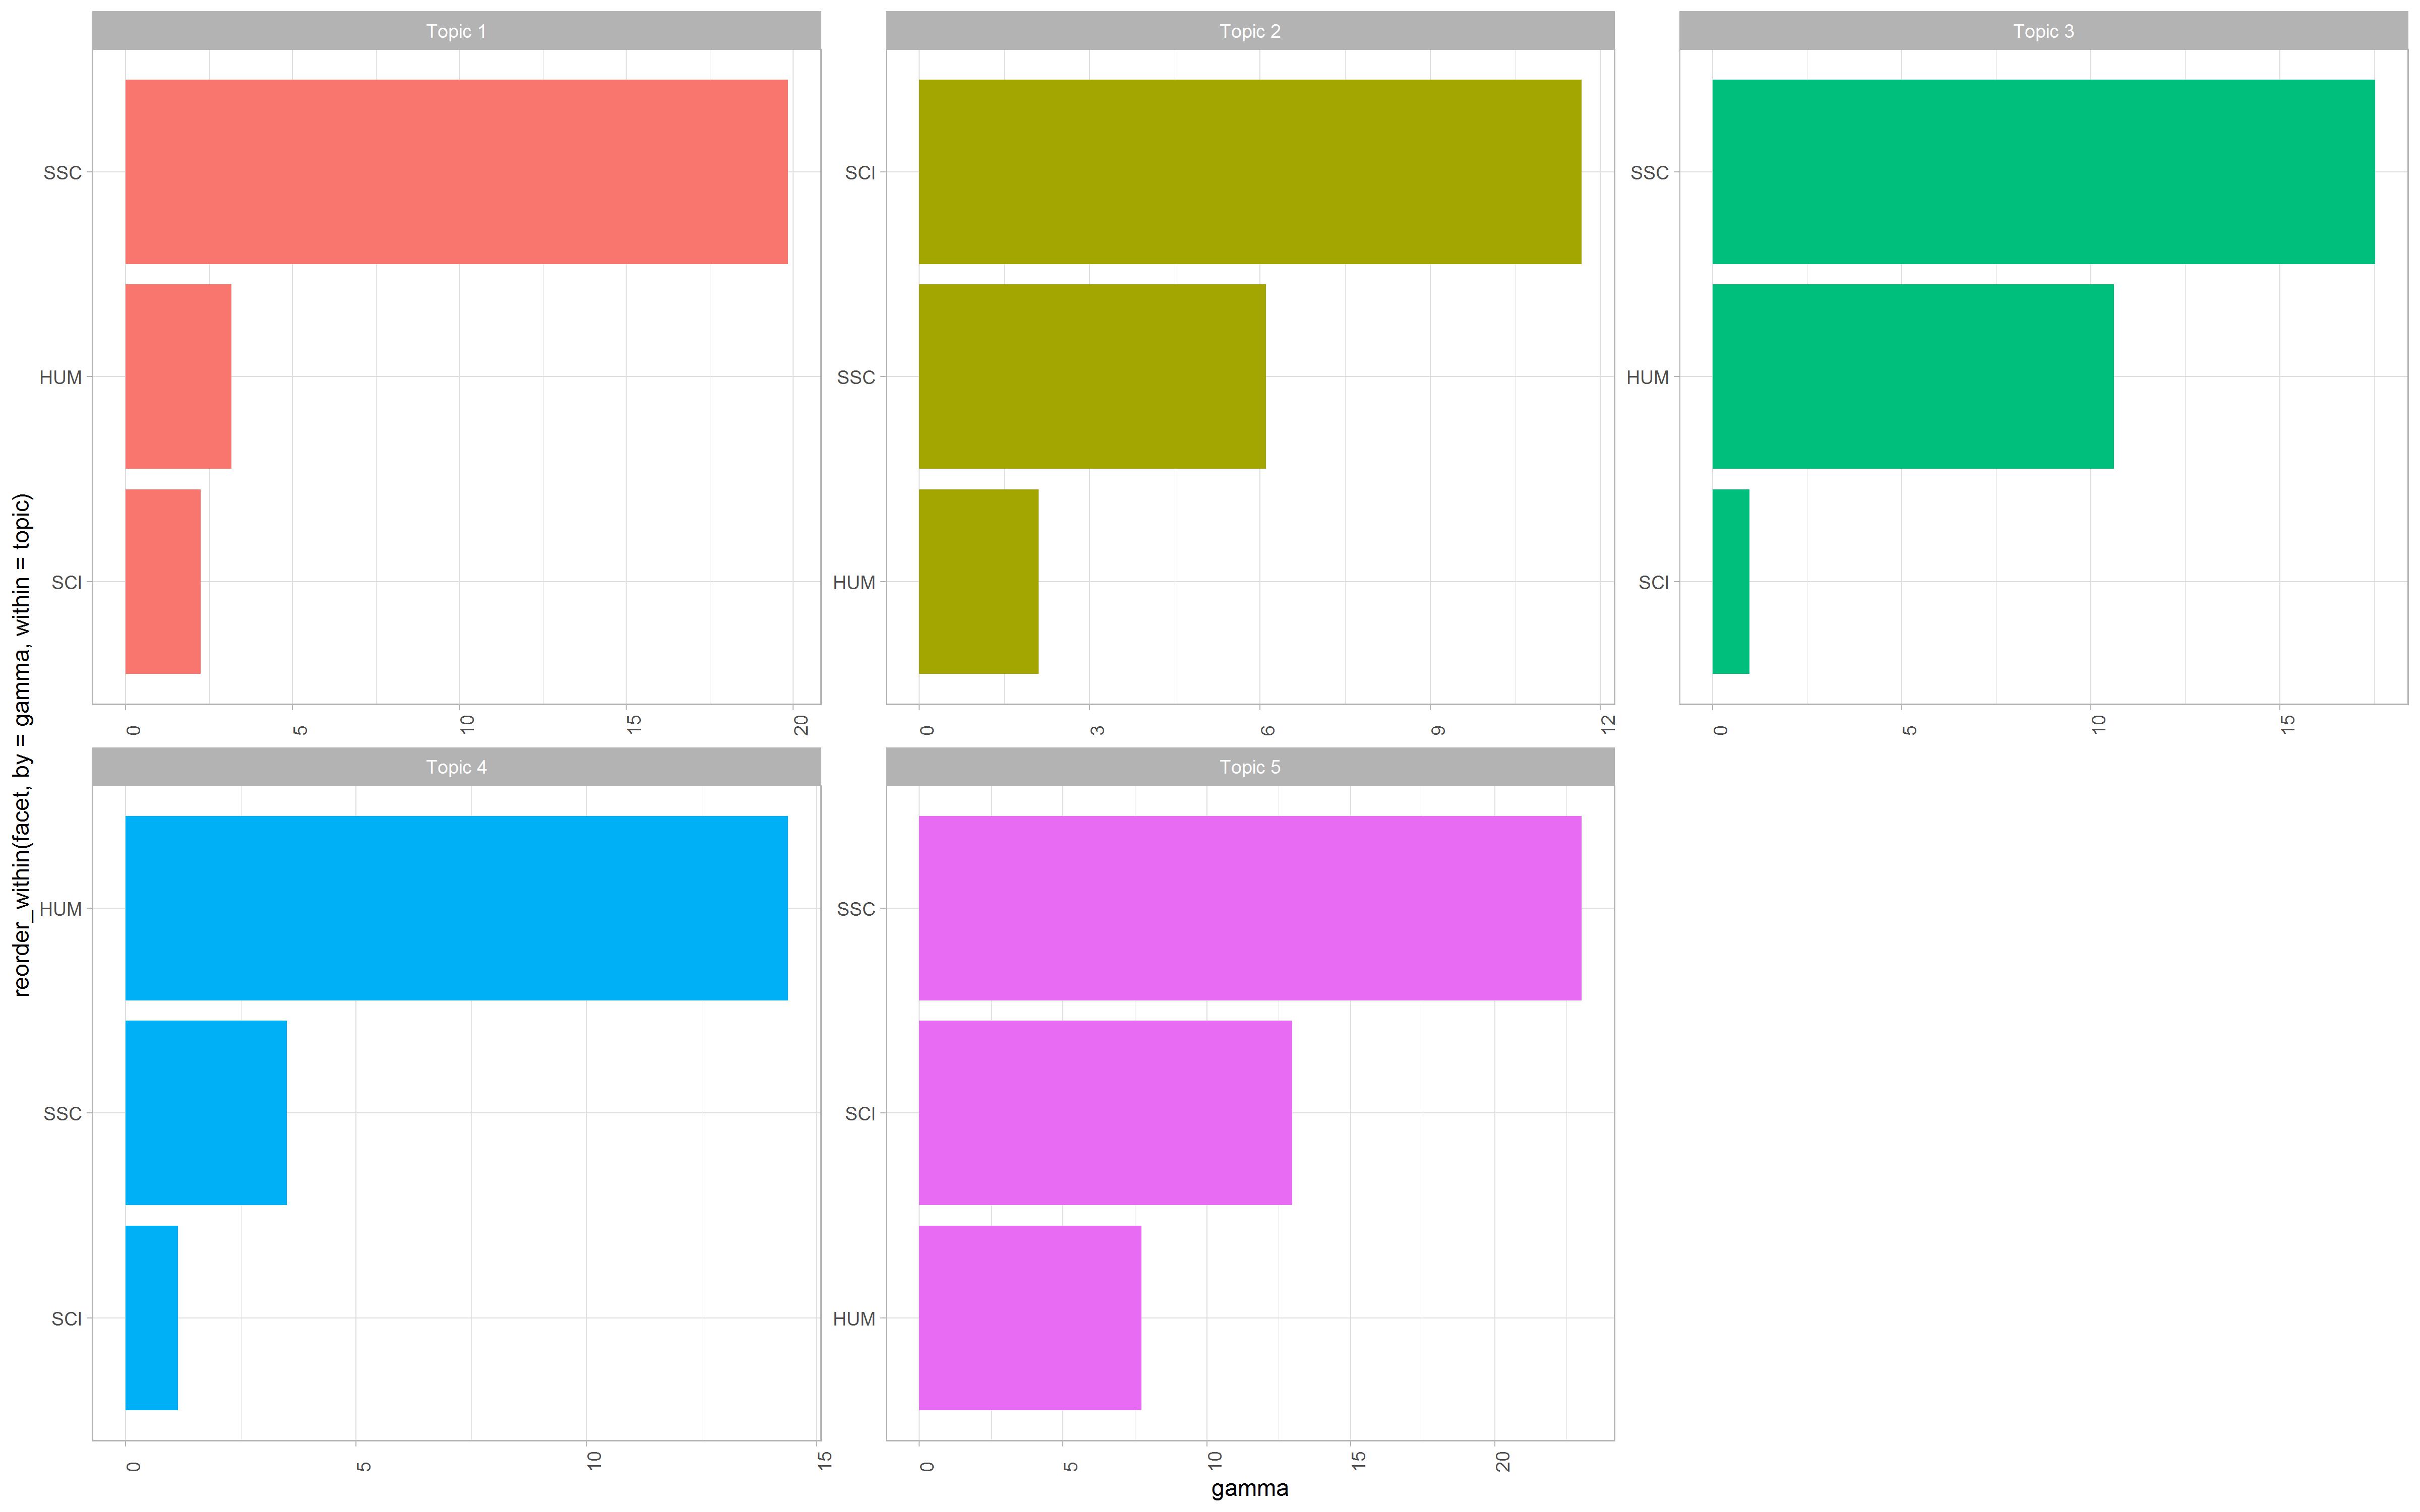 Topic 1
SSC
HUM
SCI
0 5 10 15 20
Topic 2
SCI
SSC
HUM
0 3 6 9 12
Topic 3
SSC
HUM
SCI
0 5 10 15
reorder_within(facet, by = gamma, within = topic)
Topic 4
HUM
SSC
SCI
0 5 10 15
Topic 5
SSC
SCI
HUM
0 5 10 15 20
gamma